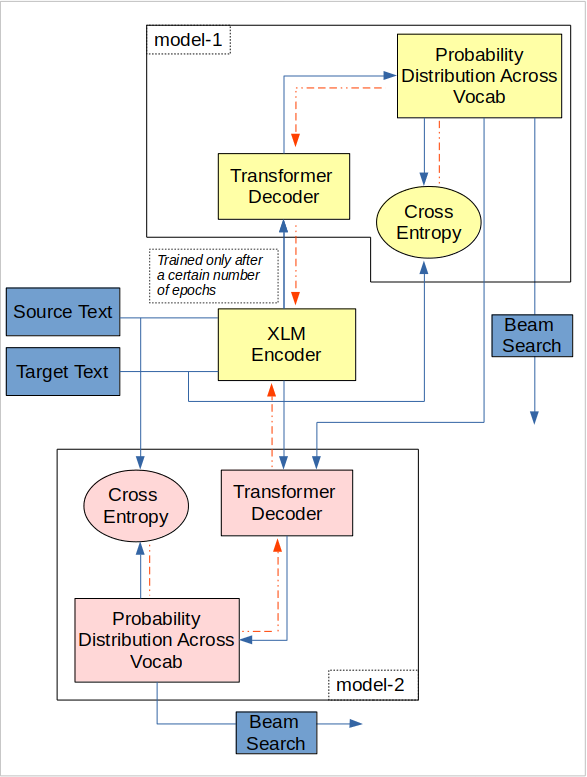 model-1
Probability
Distribution Across
Vocab
Transformer
Decoder
Cross
Entropy
Trained only after
a certain number
of epochs
Source Text
Target Text
XLM
Encoder
Beam
Search
Cross
Entropy
Transformer
Decoder
Probability
Distribution Across
Vocab
model-2
Beam
Search